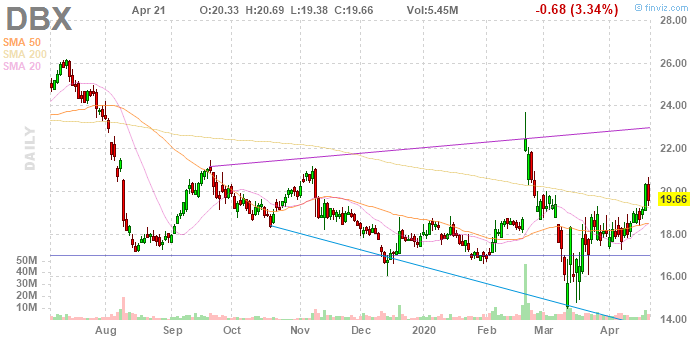 DBX
Apr 21 O:20.33 H:20.69 L:19.38 C:19.66 Vol:5.45M -0.68 (3.34%)
© finviz.com
SMA 50
SMA 200
SMA 20
DAILY
28.00
26.00
24.00
22.00
20.00
19.66
18.00
16.00
14.00
50M
40M
30M
20M
10M
Aug Sep Oct Nov Dec 2020 Feb Mar Apr